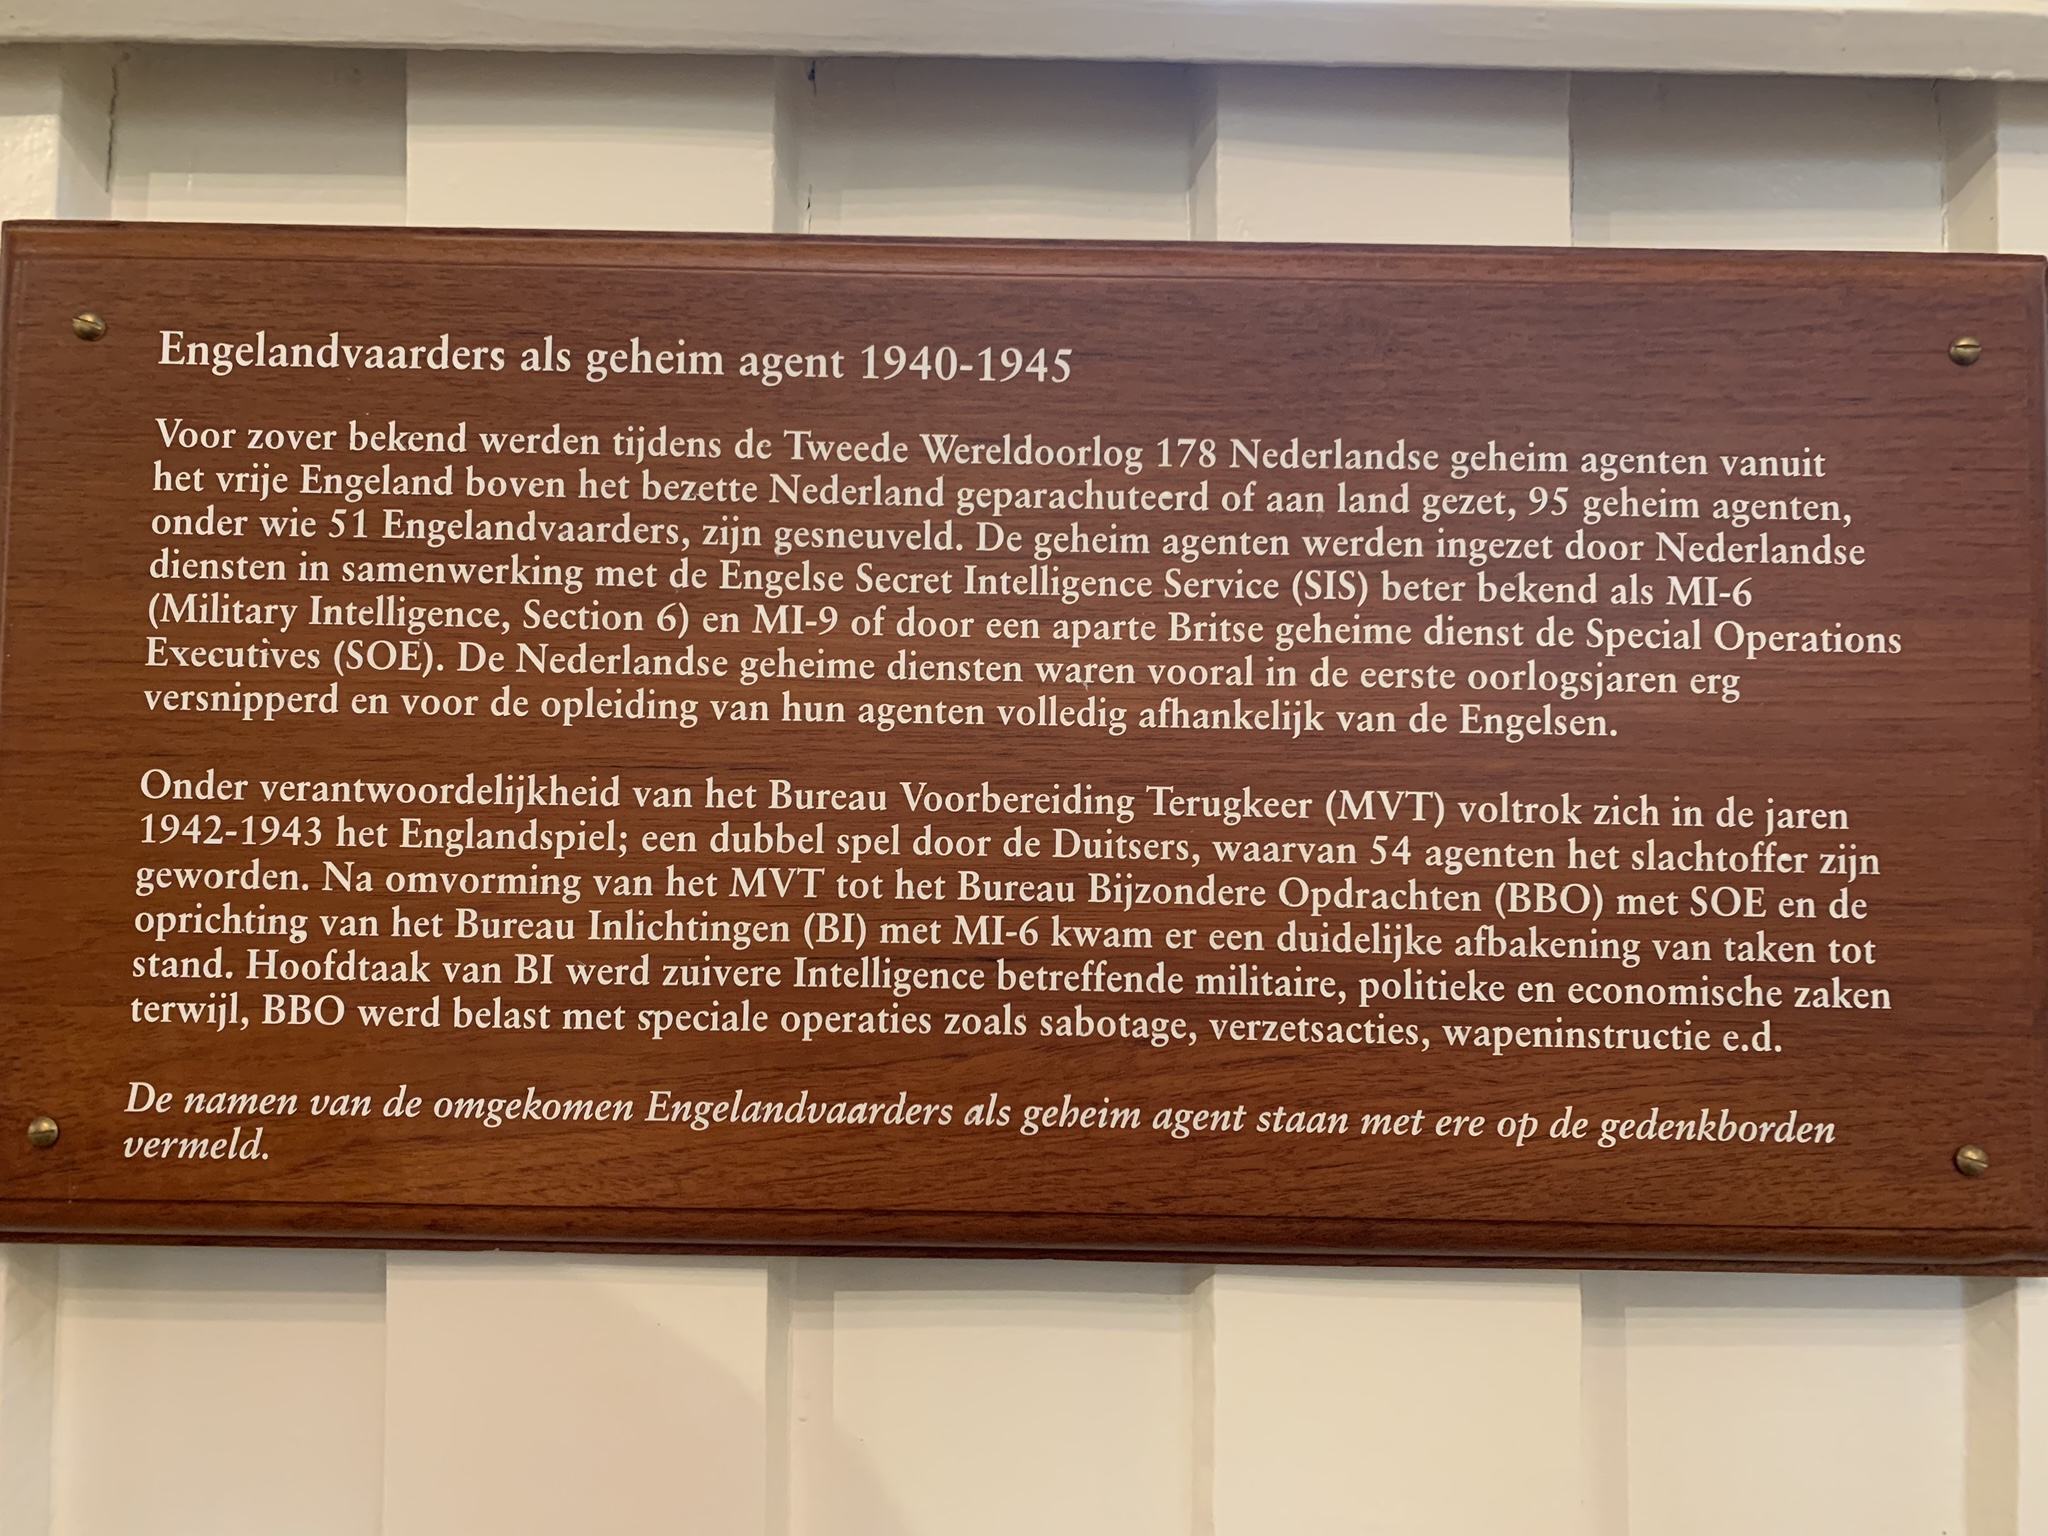 Engelandvaarders als geheim agent 1940-1945
Voor zover bekend werden tijdens de Tweede Wereldoorlog 178 Nederlandse geheim agenten vanuit
het vrije Engeland boven het bezette Nederland geparachuteerd of aan land gezet, 95 geheim agenten,
onder wie 51 Engelandvaarders, zijn gesneuveld. De geheim agenten werden ingezet door Nederlandse
diensten in samenwerking met de Engelse Secret Intelligence Service (SIS) beter bekend als MI-6
(Military Intelligence, Section 6) en MI-9 of door een aparte Britse geheime dienst de Special Operations
Executives (SOE). De Nederlandse geheime diensten waren vooral in de eerste oorlogsjaren erg
versnipperd en voor de opleiding van hun agenten volledig afhankelijk van de Engelsen.
Onder verantwoordelijkheid van het Bureau Voorbereiding Terugkeer (MVT) voltrok zich in de jaren
1942-1943 het Englandspiel; een dubbel spel door de Duitsers, waarvan 54 agenten het slachtoffer zijn
geworden. Na omvorming van het MVT tot het Bureau Bijzondere Opdrachten (BBO) met SOE en de
oprichting van het Bureau Inlichtingen (BI) met MI-6 kwam er een duidelijke afbakening van taken tot
stand. Hoofdtaak van BI werd zuivere Intelligence betreffende militaire, politieke en economische zaken
terwijl, BBO werd belast met speciale operaties zoals sabotage, verzetsacties, wapeninstructie e.d.
De namen van de omgekomen Engelandvaarders als geheim agent staan met ere op de gedenkborden
vermeld.